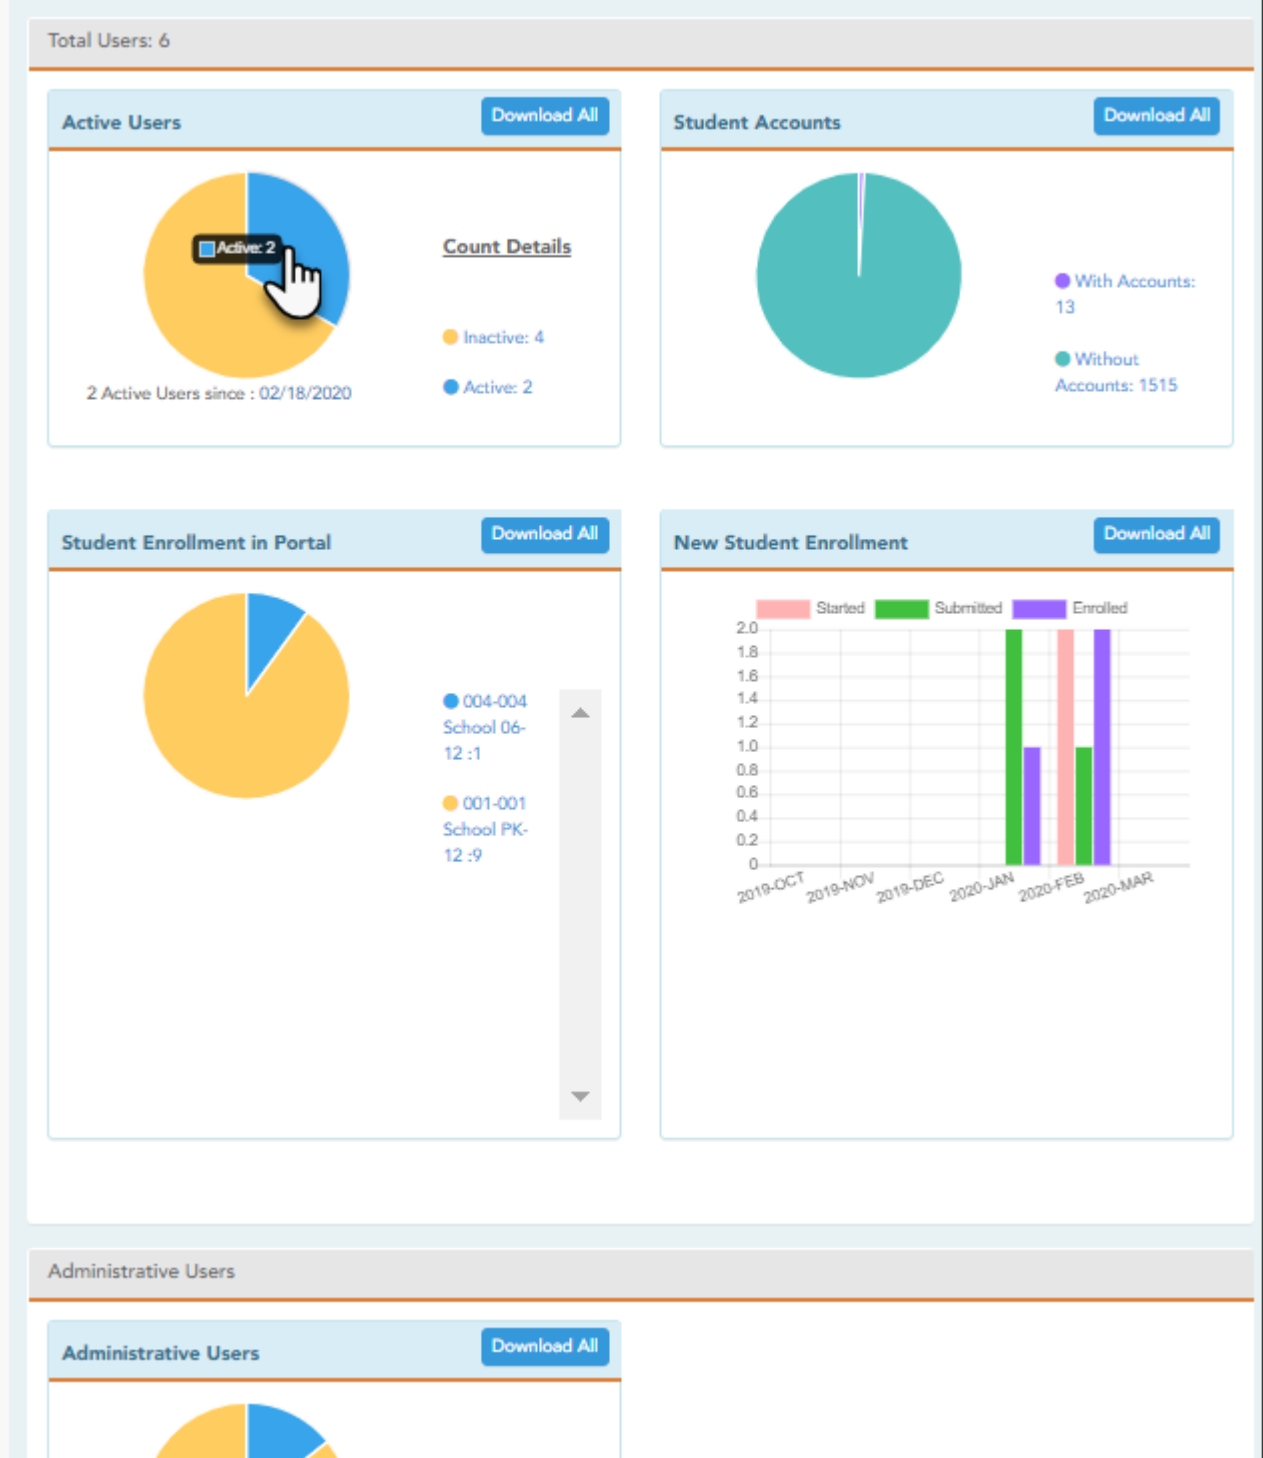 Total Users: 6
Active Users
Download All
Active: 2
Count Details
Inactive: 4
Active: 2
2 Active Users since : 02/18/2020
Student Accounts
Download All
With Accounts:
13
Without
Accounts: 1515
Student Enrollment in Portal
Download All
004-004
School 06-
12 :1
001-001
School PK-
12 :9
New Student Enrollment
Download All
Started
Submitted
Enrolled
2.0
1.8
1.6
1.4
1.2
1.0
0.8
0.6
0.4
0.2
0
2019-OCT
2019-NOV
2019-DEC
2020-JAN
2020-FEB
2020-MAR
Administrative Users
Administrative Users
Download All